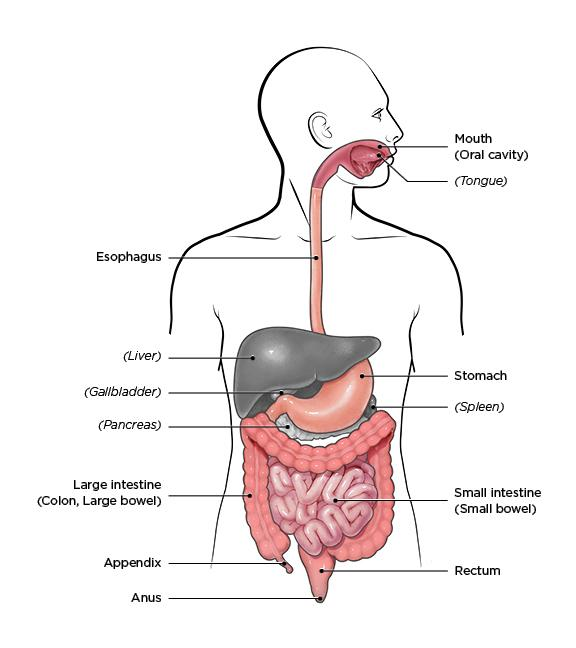 Mouth
(Oral cavity)
(Tongue)
Esophagus
(Liver)
Stomach
(Gallbladder)
(Spleen)
(Pancreas)
Large intestine
(Colon, Large bowel)
Small intestine
(Small bowel)
Appendix
Rectum
Anus